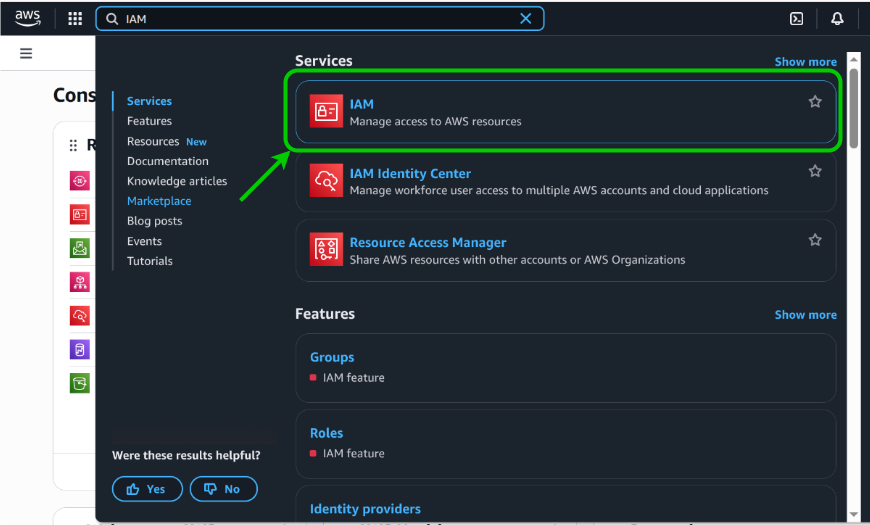 aws
IAM
Cons
Services
Features
Resources New
Documentation
Knowledge articles
Marketplace
Blog posts
Events
Tutorials
Were these results helpful?
Yes
No
Services
Show more
IAM
Manage access to AWS resources
IAM Identity Center
Manage workforce user access to multiple AWS accounts and cloud applications
Resource Access Manager
Share AWS resources with other accounts or AWS Organizations
Features
Show more
Groups
IAM feature
Roles
IAM feature
Identity providers